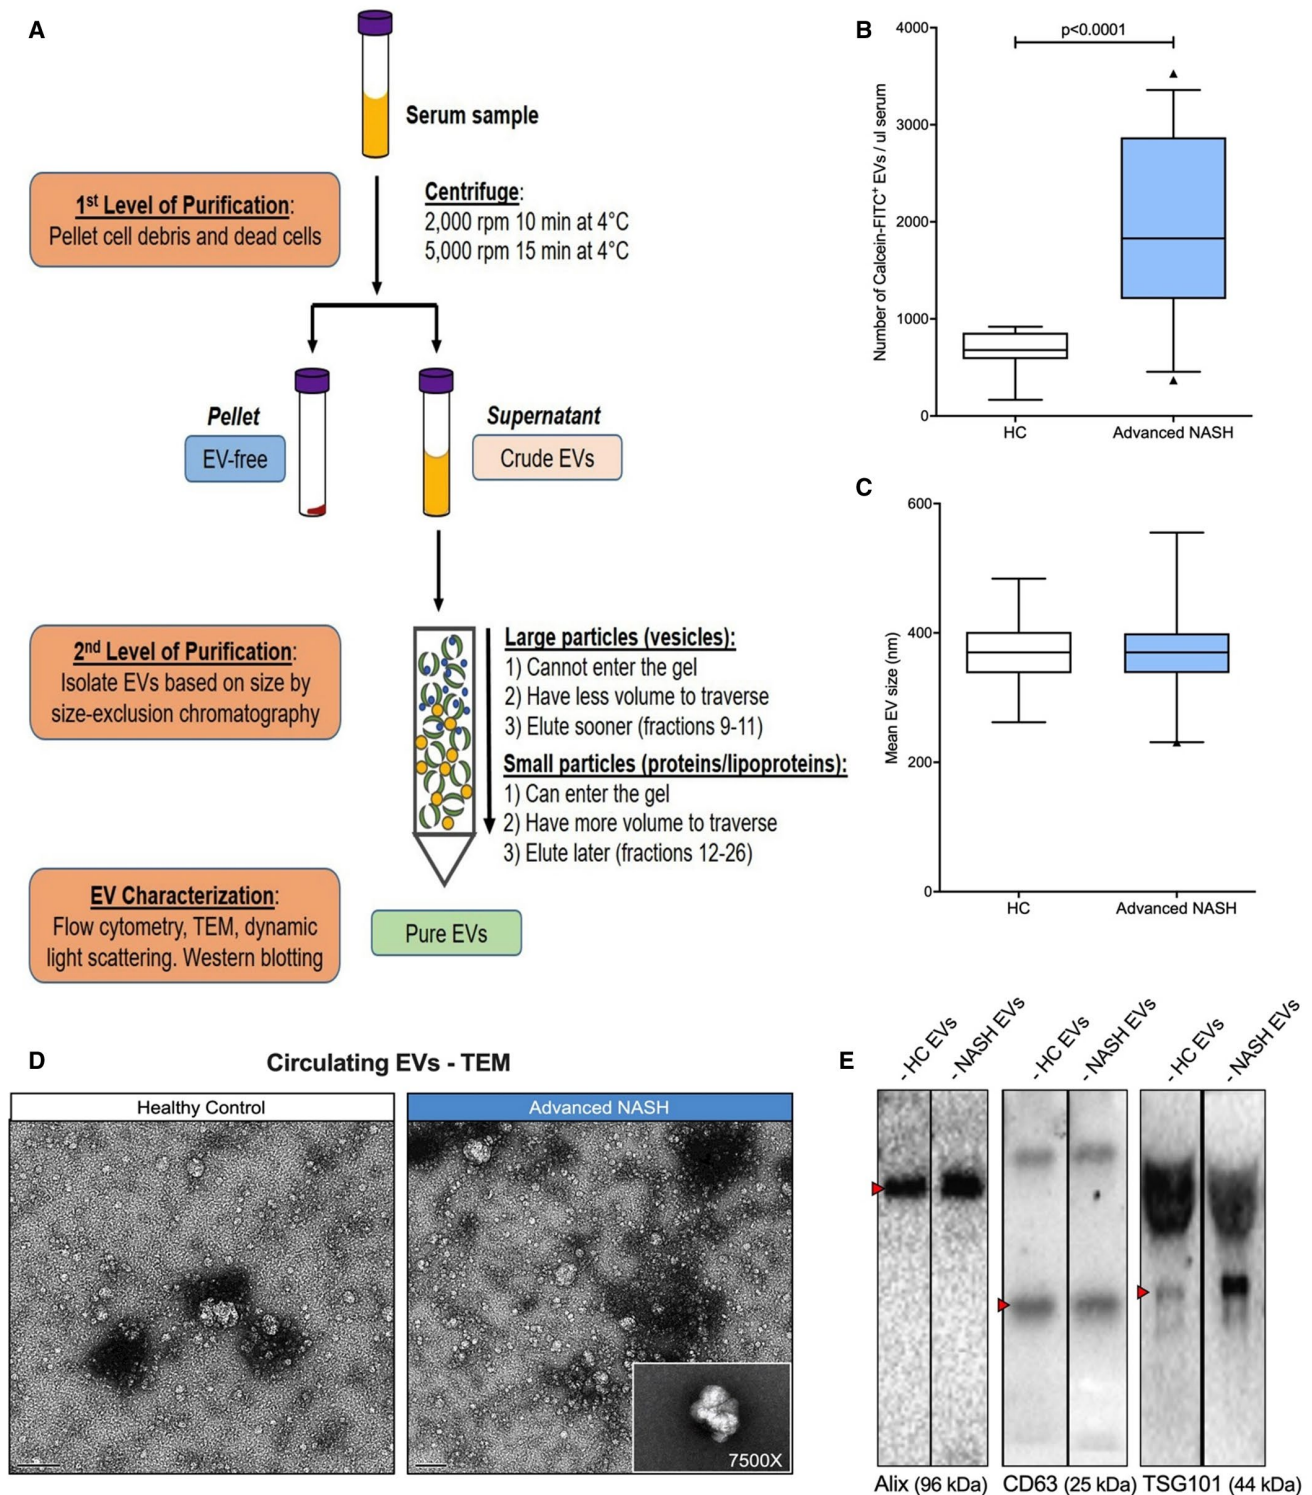 A
Serum sample
1st Level of Purification:
Pellet cell debris and dead cells
Centrifuge:
2,000 rpm 10 min at 4°C
5,000 rpm 15 min at 4°C
Pellet
EV-free
Supernatant
Crude EVs
2nd Level of Purification:
Isolate EVs based on size by
size-exclusion chromatography
Large particles (vesicles):
1) Cannot enter the gel
2) Have less volume to traverse
3) Elute sooner (fractions 9-11)
Small particles (proteins/lipoproteins):
1) Can enter the gel
2) Have more volume to traverse
3) Elute later (fractions 12-26)
EV Characterization:
Flow cytometry, TEM, dynamic
light scattering. Western blotting
Pure EVs
B
p<0.0001
Number of Calcein-FITC+ EVs / ul serum
4000
3000
2000
1000
0
HC
Advanced NASH
C
Mean EV size (nm)
600
400
200
0
HC
Advanced NASH
D
Circulating EVs - TEM
Healthy Control
Advanced NASH
7500X
E
- HC EVs
- NASH EVs
- HC EVs
- NASH EVs
- HC EVs
- NASH EVs
Alix (96 kDa)
CD63 (25 kDa)
TSG101 (44 kDa)